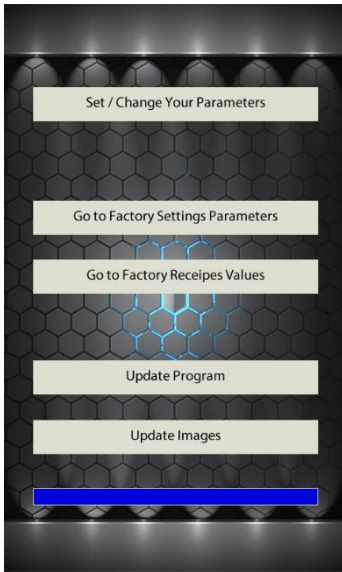 Set / Change Your Parameters
Go to Factory Settings Parameters
Go to Factory Receipes Values
Update Program
Update Images